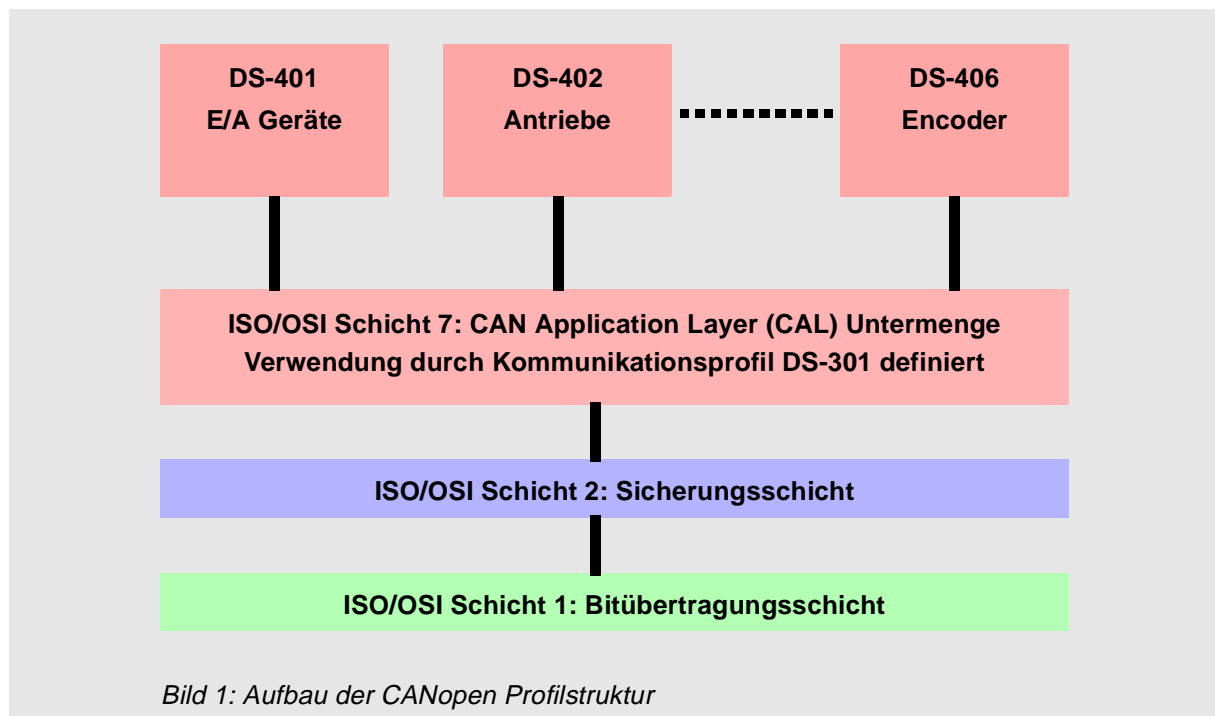 DS-401
E/A Geräte
DS-402
Antriebe
DS-406
Encoder
ISO/OSI Schicht 7: CAN Application Layer (CAL) Untermenge
Verwendung durch Kommunikationsprofil DS-301 definiert
ISO/OSI Schicht 2: Sicherungsschicht
ISO/OSI Schicht 1: Bitübertragungsschicht
Bild 1: Aufbau der CANopen Profilstruktur